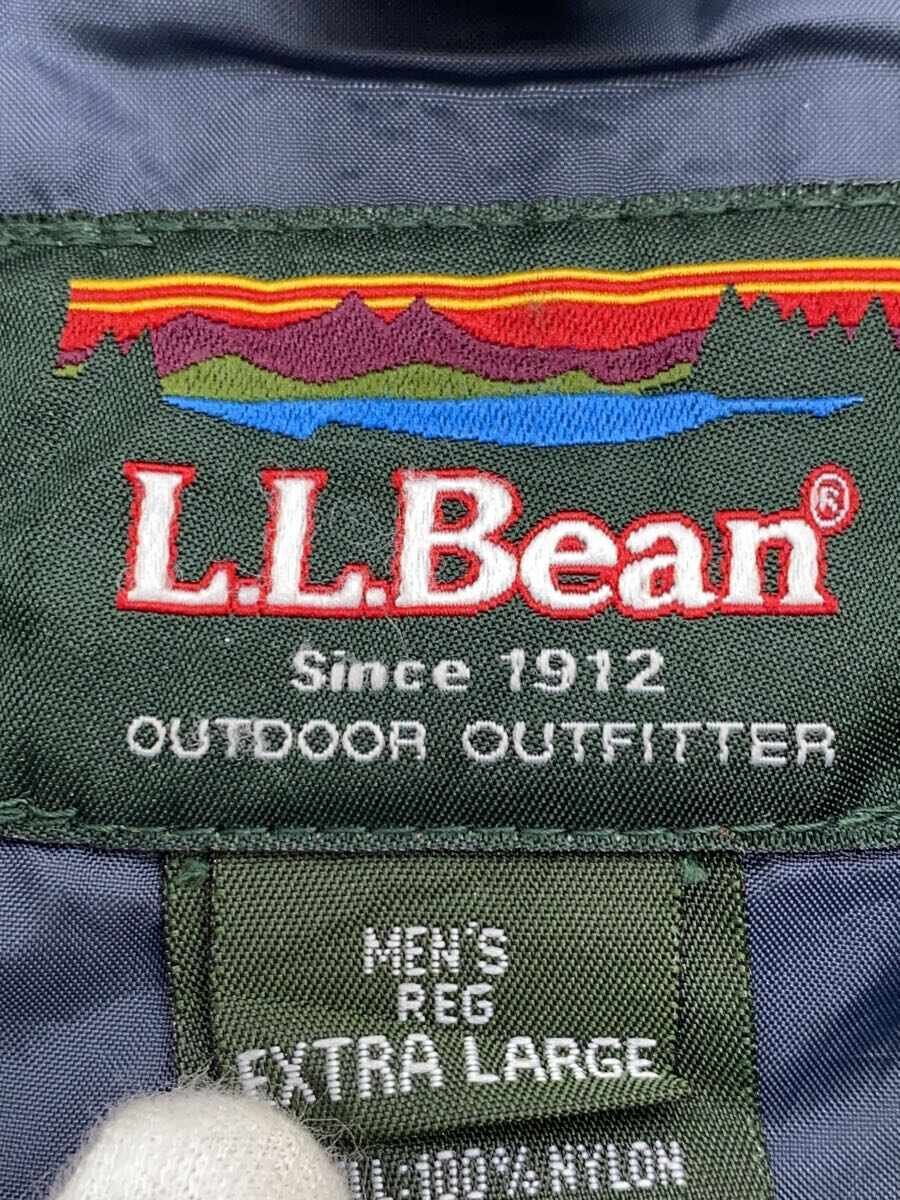 L.L.Bean®
Since 1912
OUTDOOR OUTFITTER
MEN'S
REG
EXTRA LARGE
100% NYLON